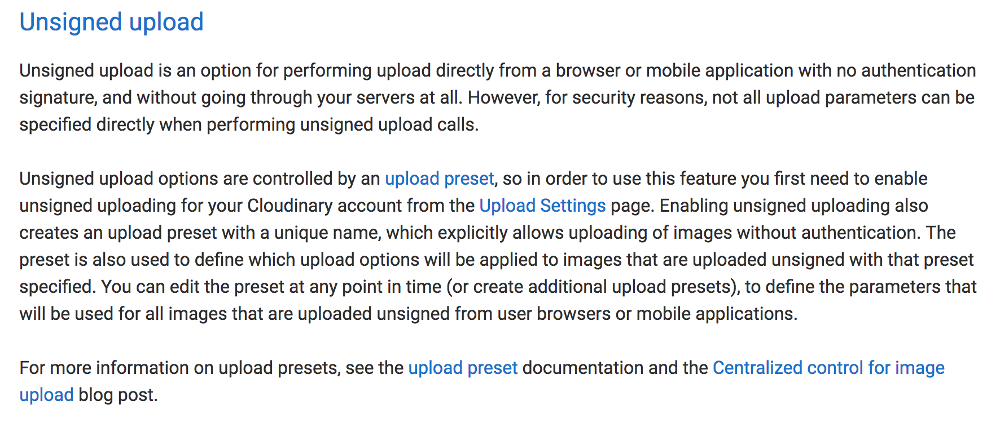 Unsigned upload
Unsigned upload is an option for performing upload directly from a browser or mobile application with no authentication
signature, and without going through your servers at all. However, for security reasons, not all upload parameters can be
specified directly when performing unsigned upload calls.
Unsigned upload options are controlled by an upload preset, so in order to use this feature you first need to enable
unsigned uploading for your Cloudinary account from the Upload Settings page. Enabling unsigned uploading also
creates an upload preset with a unique name, which explicitly allows uploading of images without authentication. The
preset is also used to define which upload options will be applied to images that are uploaded unsigned with that preset
specified. You can edit the preset at any point in time (or create additional upload presets), to define the parameters that
will be used for all images that are uploaded unsigned from user browsers or mobile applications.
For more information on upload presets, see the upload preset documentation and the Centralized control for image
upload blog post.